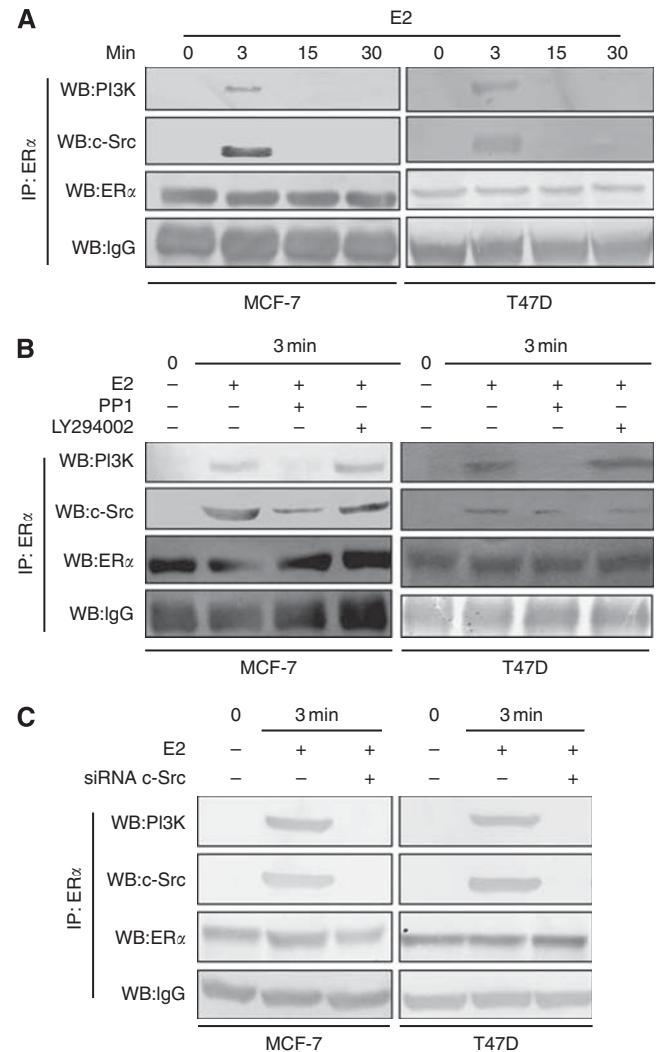 A
E2
Min 0 3 15 30 0 3 15 30
IP: ERα
WB:PI3K
WB:c-Src
WB:ERα
WB:IgG
MCF-7 T47D
B
0 3 min 0 3 min
E2 – + + + – + + +
PP1 – – + – – – + –
LY294002 – – – + – – – +
IP: ERα
WB:PI3K
WB:c-Src
WB:ERα
WB:IgG
MCF-7 T47D
C
0 3 min 0 3 min
E2 – + + – + +
siRNA c-Src – – + – – +
IP: ERα
WB:PI3K
WB:c-Src
WB:ERα
WB:IgG
MCF-7 T47D